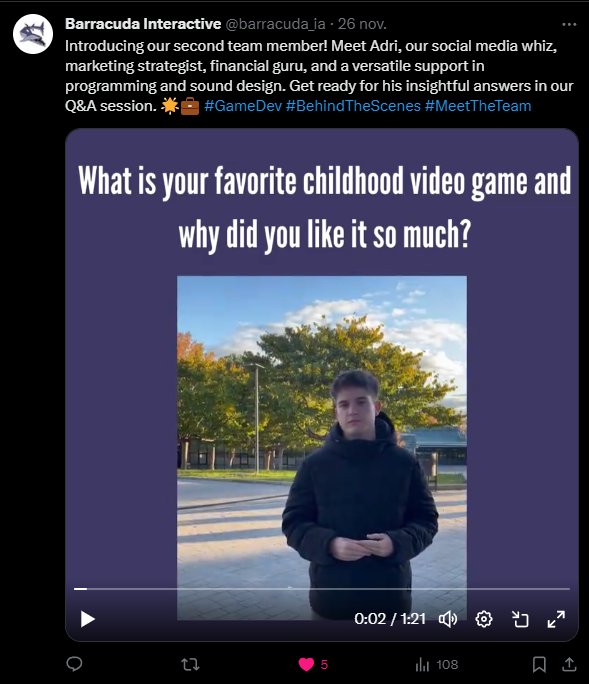 Barracuda Interactive @barracuda_ia · 26 nov.
Introducing our second team member! Meet Adri, our social media whiz,
marketing strategist, financial guru, and a versatile support in
programming and sound design. Get ready for his insightful answers in our
Q&A session. 🌟💼 #GameDev #BehindTheScenes #MeetTheTeam
What is your favorite childhood video game and
why did you like it so much?
0:02 / 1:21
5
108